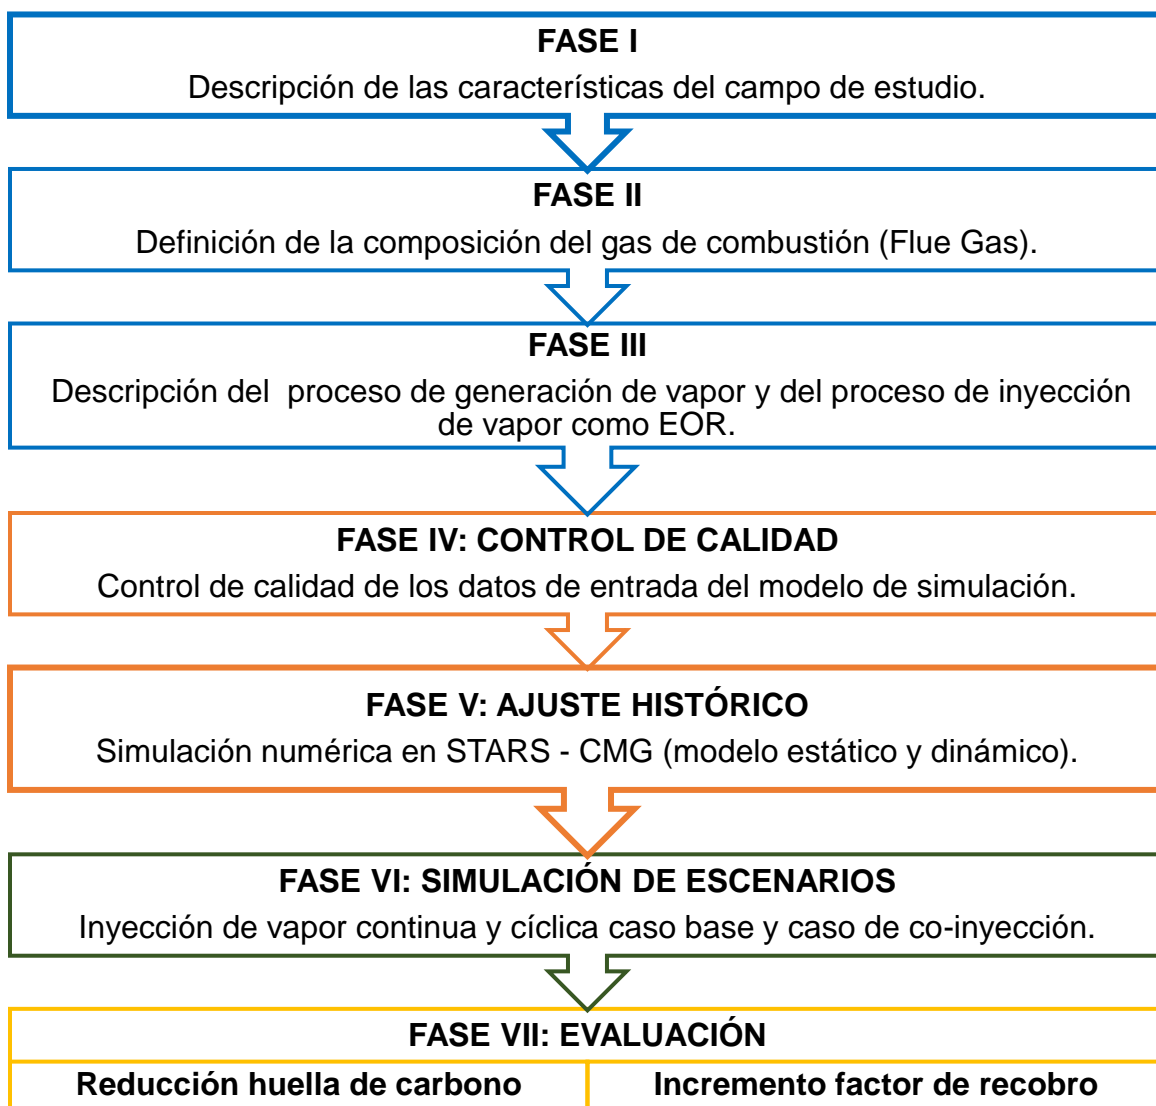 FASE I
Descripción de las características del campo de estudio.
FASE II
Definición de la composición del gas de combustión (Flue Gas).
FASE III
Descripción del  proceso de generación de vapor y del proceso de inyección
de vapor como EOR.
FASE IV: CONTROL DE CALIDAD
Control de calidad de los datos de entrada del modelo de simulación.
FASE V: AJUSTE HISTÓRICO
Simulación numérica en STARS - CMG (modelo estático y dinámico).
FASE VI: SIMULACIÓN DE ESCENARIOS
Inyección de vapor continua y cíclica caso base y caso de co-inyección.
FASE VII: EVALUACIÓN
Reducción huella de carbono
Incremento factor de recobro